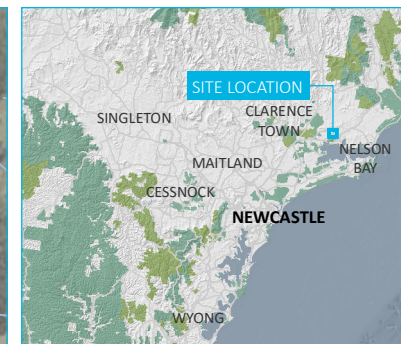 SITE LOCATION
SINGLETON
CLARENCE
TOWN
NELSON
BAY
MAITLAND
CESSNOCK
NEWCASTLE
WYONG